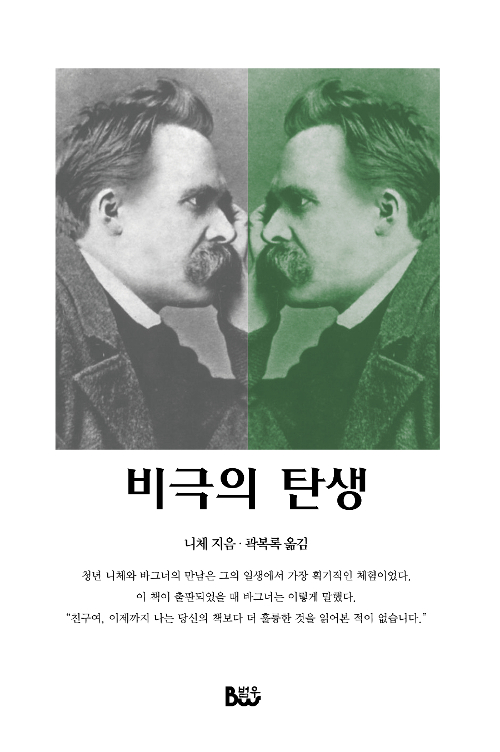 비극의 탄생
니체 지음 · 곽복록 옮김
청년 니체와 바그너의 만남은 그의 일생에서 가장 획기적인 체험이었다.
이 책이 출판되었을 때 바그너는 이렇게 말했다.
“친구여, 이제까지 나는 당신의 책보다 더 훌륭한 것을 읽어본 적이 없습니다.”
범우
BW